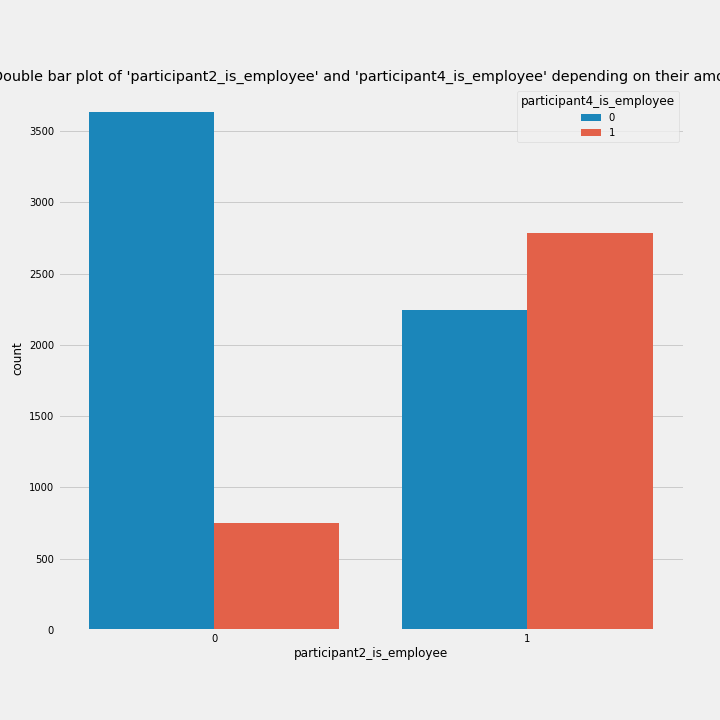 Double bar plot of 'participant2_is_employee' and 'participant4_is_employee' depending on their
participant4_is_employee
0
1
3500
3000
2500
2000
1500
1000
500
0
count
0 1
participant2_is_employee